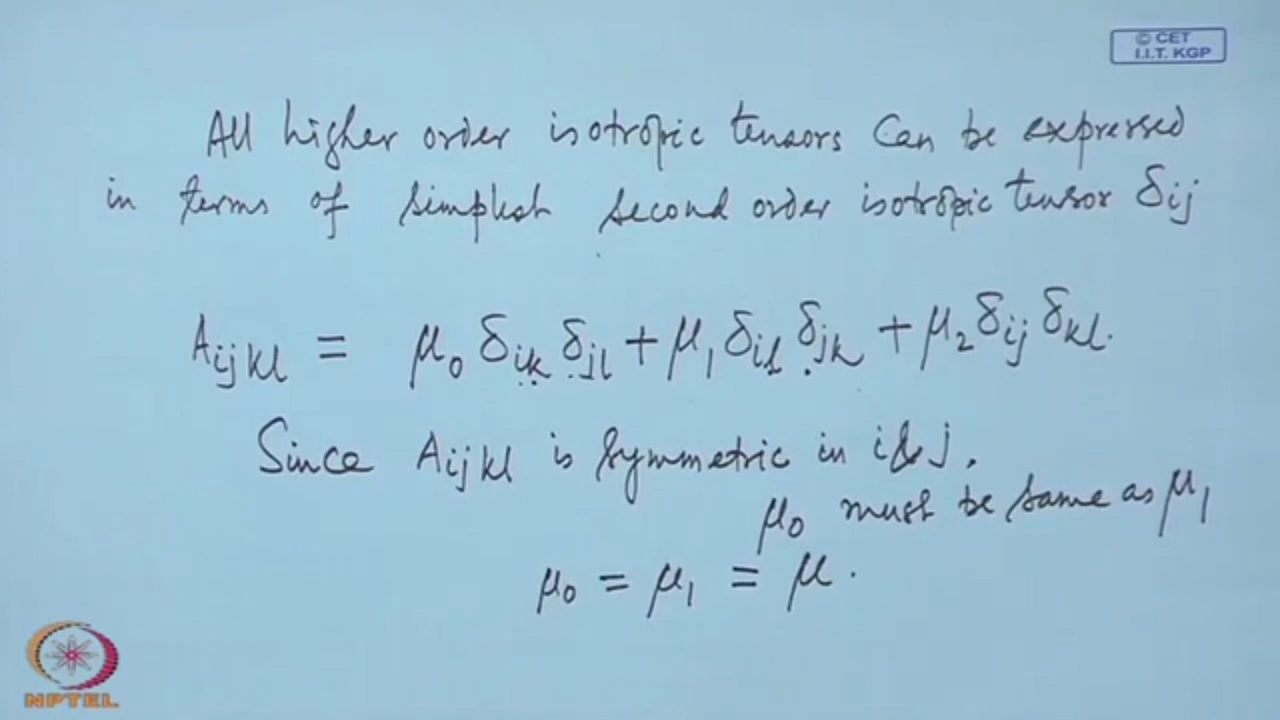 © CET
I.I.T. KGP
All higher order isotropic tensors can be expressed
in terms of simplest second order isotropic tensor δij
Aijkl = μ0 δik δjl + μ1 δil δjk + μ2 δij δkl.
Since Aijkl is symmetric in i & j.
μ0 must be same as μ1
μ0 = μ1 = μ.
NPTEL